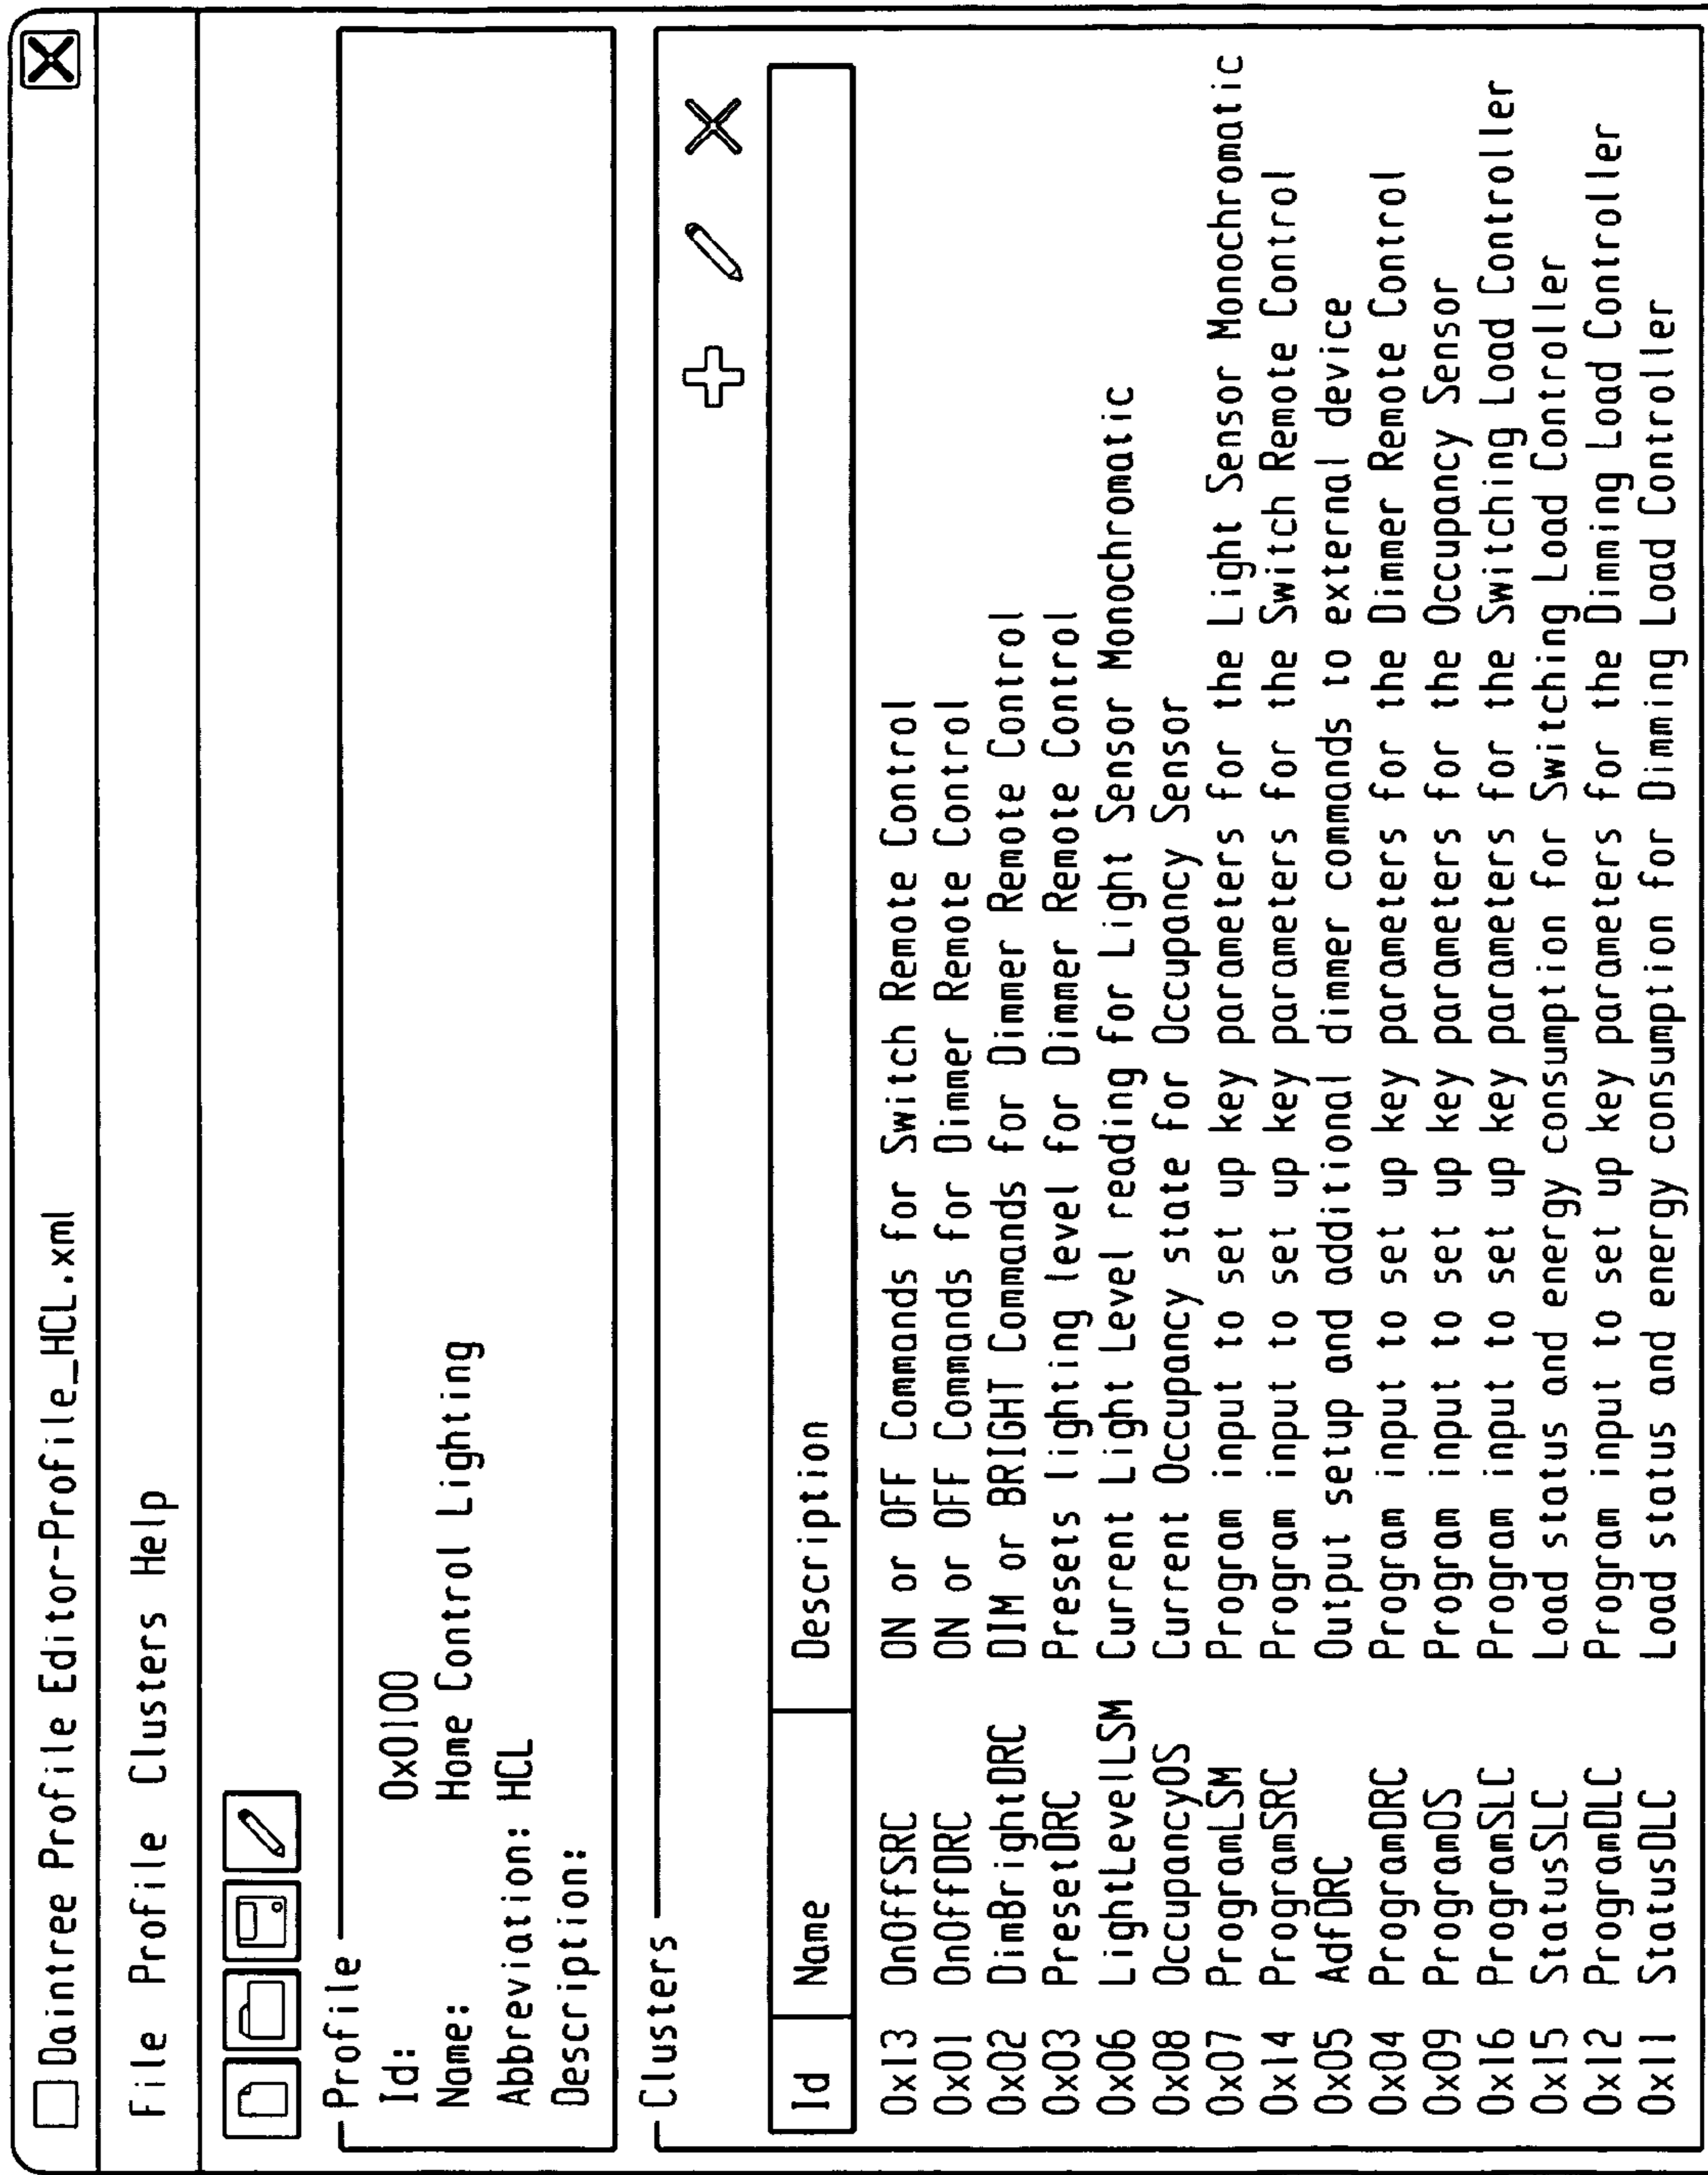 Daintree Profile Editor-Profile_HCL.xml
File Profile Clusters Help
Profile
Id: 0x0100
Name: Home Control Lighting
Abbreviation: HCL
Description:
Clusters
Id Name Description
0x13 OnOffSRC ON or OFF Commands for Switch Remote Control
0x01 OnOffDRC ON or OFF Commands for Dimmer Remote Control
0x02 DimBrightDRC DIM or BRIGHT Commands for Dimmer Remote Control
0x03 PresetDRC Presets lighting level for Dimmer Remote Control
0x06 LightLevelLSM Current Light Level reading for Light Sensor Monochromatic
0x08 OccupancyOS Current Occupancy state for Occupancy Sensor
0x07 ProgramLSM Program input to set up key parameters for the Light Sensor Monochromatic
0x14 ProgramSRC Program input to set up key parameters for the Switch Remote Control
0x05 AdfDRC Output setup and additional dimmer commands to external device
0x04 ProgramDRC Program input to set up key parameters for the Dimmer Remote Control
0x09 ProgramOS Program input to set up key parameters for the Occupancy Sensor
0x16 ProgramSLC Program input to set up key parameters for the Switching Load Controller
0x15 StatusSLC Load status and energy consumption for Switching Load Controller
0x12 ProgramDLC Program input to set up key parameters for the Dimming Load Controller
0x11 StatusDLC Load status and energy consumption for Dimming Load Controller